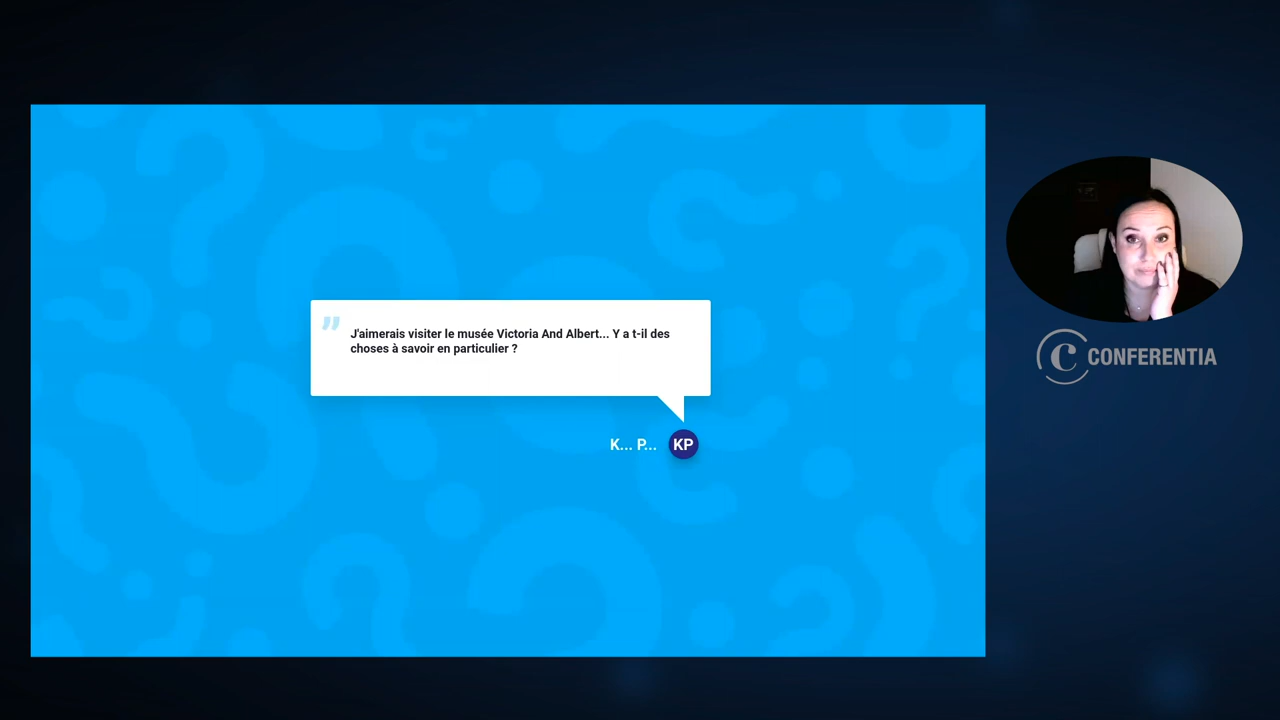 ”
J'aimerais visiter le musée Victoria And Albert... Y a t-il des
choses à savoir en particulier ?
K... P... KP
C CONFERENTIA